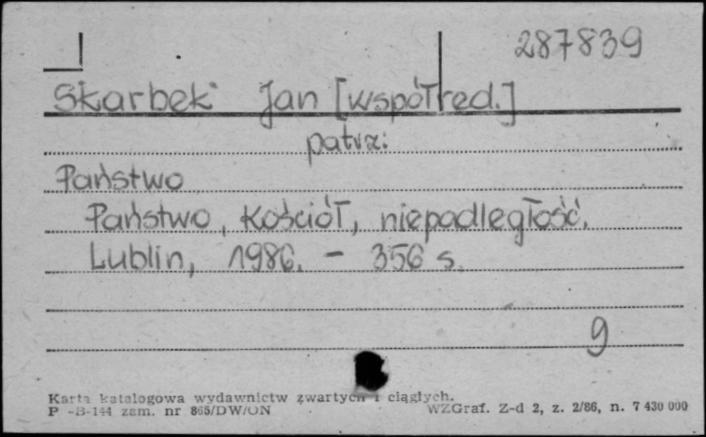 287839
Skarbek Jan [współred.]
patrz:
Państwo
Państwo, Kościół, niepodległość.
Lublin, 1986. - 356 s.
9
Karta katalogowa wydawnictw zwartych i ciągłych.
P -B-144 zam. nr 865/DW/ON WZGraf. Z-d 2, z. 2/86, n. 7 430 000